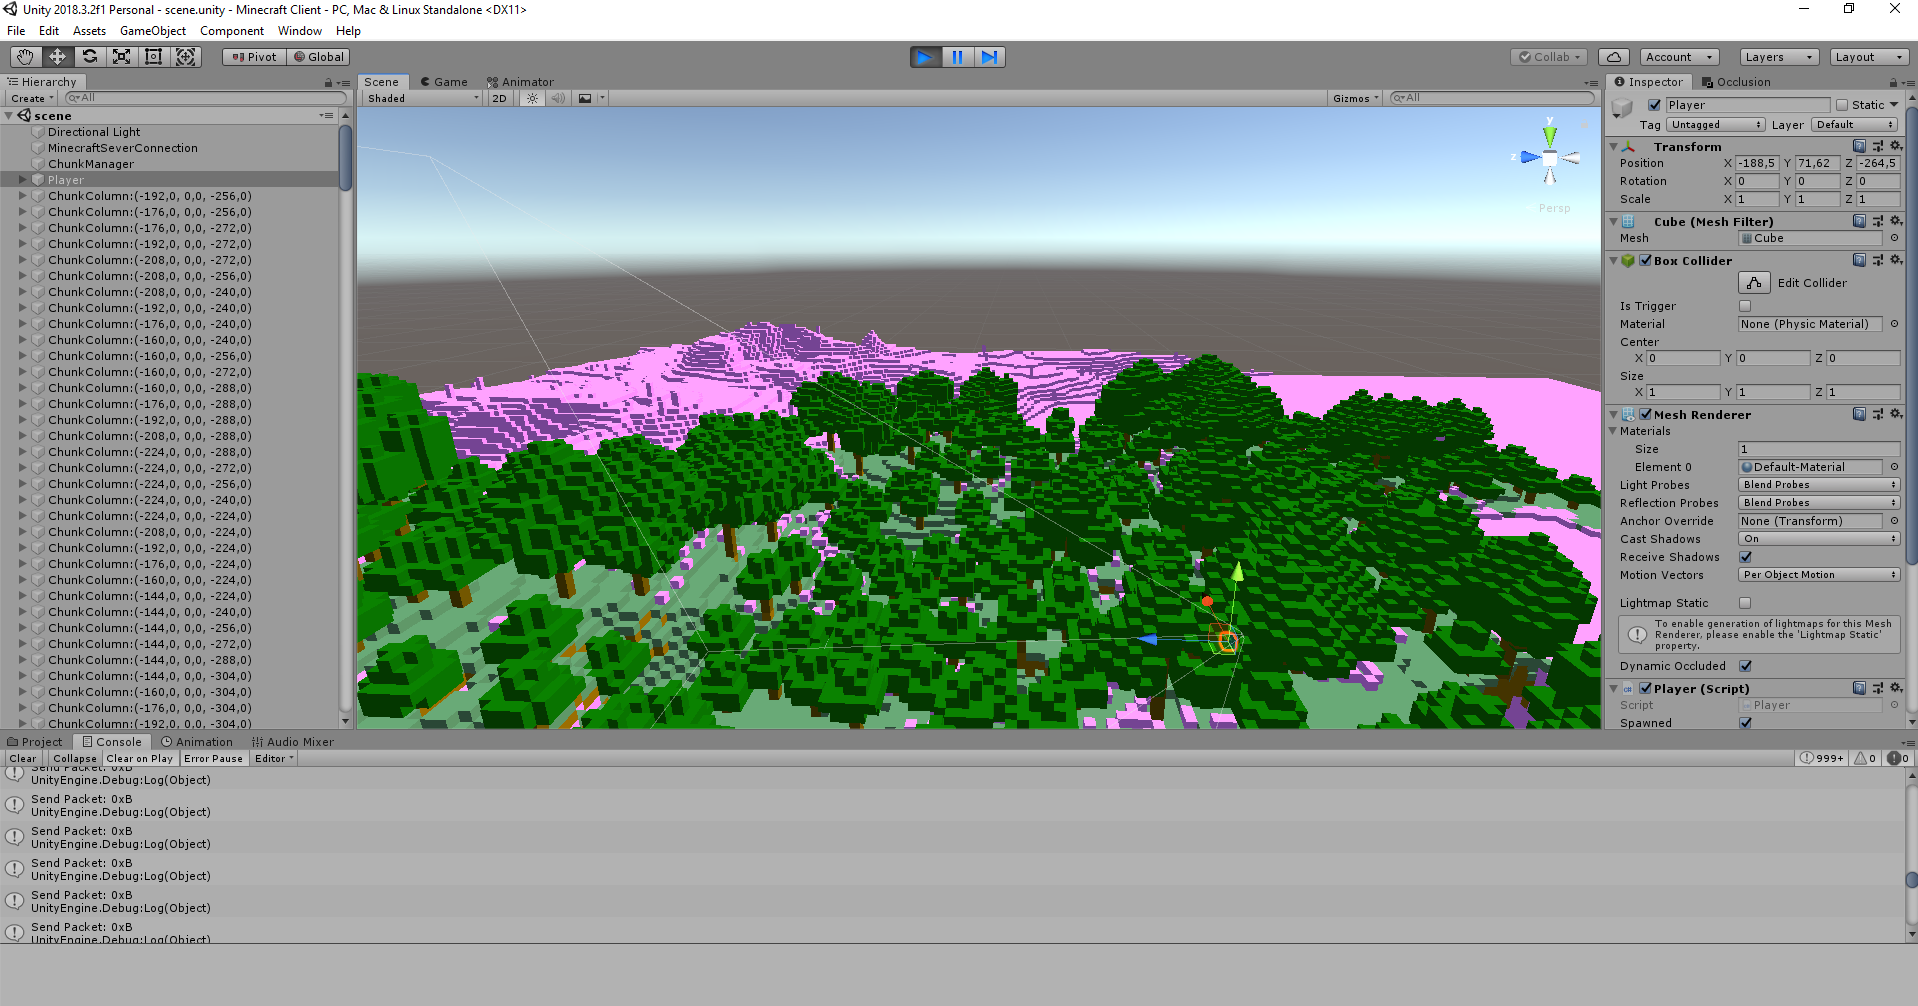 Unity 2018.3.2f1 Personal - scene.unity - Minecraft Client - PC, Mac & Linux Standalone <DX11>
File Edit Assets GameObject Component Window Help
Pivot Global Collab Account Layers Layout
Hierarchy
Create All
scene
Directional Light
MinecraftSeverConnection
ChunkManager
Player
ChunkColumn:(-192,0, 0,0, -256,0)
ChunkColumn:(-176,0, 0,0, -256,0)
ChunkColumn:(-176,0, 0,0, -272,0)
ChunkColumn:(-192,0, 0,0, -272,0)
ChunkColumn:(-208,0, 0,0, -272,0)
ChunkColumn:(-208,0, 0,0, -256,0)
ChunkColumn:(-208,0, 0,0, -240,0)
ChunkColumn:(-192,0, 0,0, -240,0)
ChunkColumn:(-176,0, 0,0, -240,0)
ChunkColumn:(-160,0, 0,0, -240,0)
ChunkColumn:(-160,0, 0,0, -256,0)
ChunkColumn:(-160,0, 0,0, -272,0)
ChunkColumn:(-160,0, 0,0, -288,0)
ChunkColumn:(-176,0, 0,0, -288,0)
ChunkColumn:(-192,0, 0,0, -288,0)
ChunkColumn:(-208,0, 0,0, -288,0)
ChunkColumn:(-224,0, 0,0, -288,0)
ChunkColumn:(-224,0, 0,0, -272,0)
ChunkColumn:(-224,0, 0,0, -256,0)
ChunkColumn:(-224,0, 0,0, -240,0)
ChunkColumn:(-224,0, 0,0, -224,0)
ChunkColumn:(-208,0, 0,0, -224,0)
ChunkColumn:(-192,0, 0,0, -224,0)
ChunkColumn:(-176,0, 0,0, -224,0)
ChunkColumn:(-160,0, 0,0, -224,0)
ChunkColumn:(-144,0, 0,0, -224,0)
ChunkColumn:(-144,0, 0,0, -240,0)
ChunkColumn:(-144,0, 0,0, -256,0)
ChunkColumn:(-144,0, 0,0, -272,0)
ChunkColumn:(-144,0, 0,0, -288,0)
ChunkColumn:(-144,0, 0,0, -304,0)
ChunkColumn:(-160,0, 0,0, -304,0)
ChunkColumn:(-176,0, 0,0, -304,0)
ChunkColumn:(-192,0, 0,0, -304,0)
Scene Game Animator
Shaded 2D Gizmos All
y
z
Persp
Inspector Occlusion
Player Static
Tag Untagged Layer Default
Transform
Position X -188,5 Y 71,62 Z -264,5
Rotation X 0 Y 0 Z 0
Scale X 1 Y 1 Z 1
Cube (Mesh Filter)
Mesh Cube
Box Collider
Edit Collider
Is Trigger
Material None (Physic Material)
Center
X 0 Y 0 Z 0
Size
X 1 Y 1 Z 1
Mesh Renderer
Materials
Size 1
Element 0 Default-Material
Light Probes Blend Probes
Reflection Probes Blend Probes
Anchor Override None (Transform)
Cast Shadows On
Receive Shadows
Motion Vectors Per Object Motion
Lightmap Static
To enable generation of lightmaps for this Mesh
Renderer, please enable the 'Lightmap Static'
property.
Dynamic Occluded
Player (Script)
Script Player
Spawned
Project Console Animation Audio Mixer
Clear Collapse Clear on Play Error Pause Editor 999+ 0 0
Send Packet: 0xB
UnityEngine.Debug:Log(Object)
Send Packet: 0xB
UnityEngine.Debug:Log(Object)
Send Packet: 0xB
UnityEngine.Debug:Log(Object)
Send Packet: 0xB
UnityEngine.Debug:Log(Object)
Send Packet: 0xB
UnityEngine.Debug:Log(Object)
Send Packet: 0xB
UnityEngine.Debug:Log(Object)